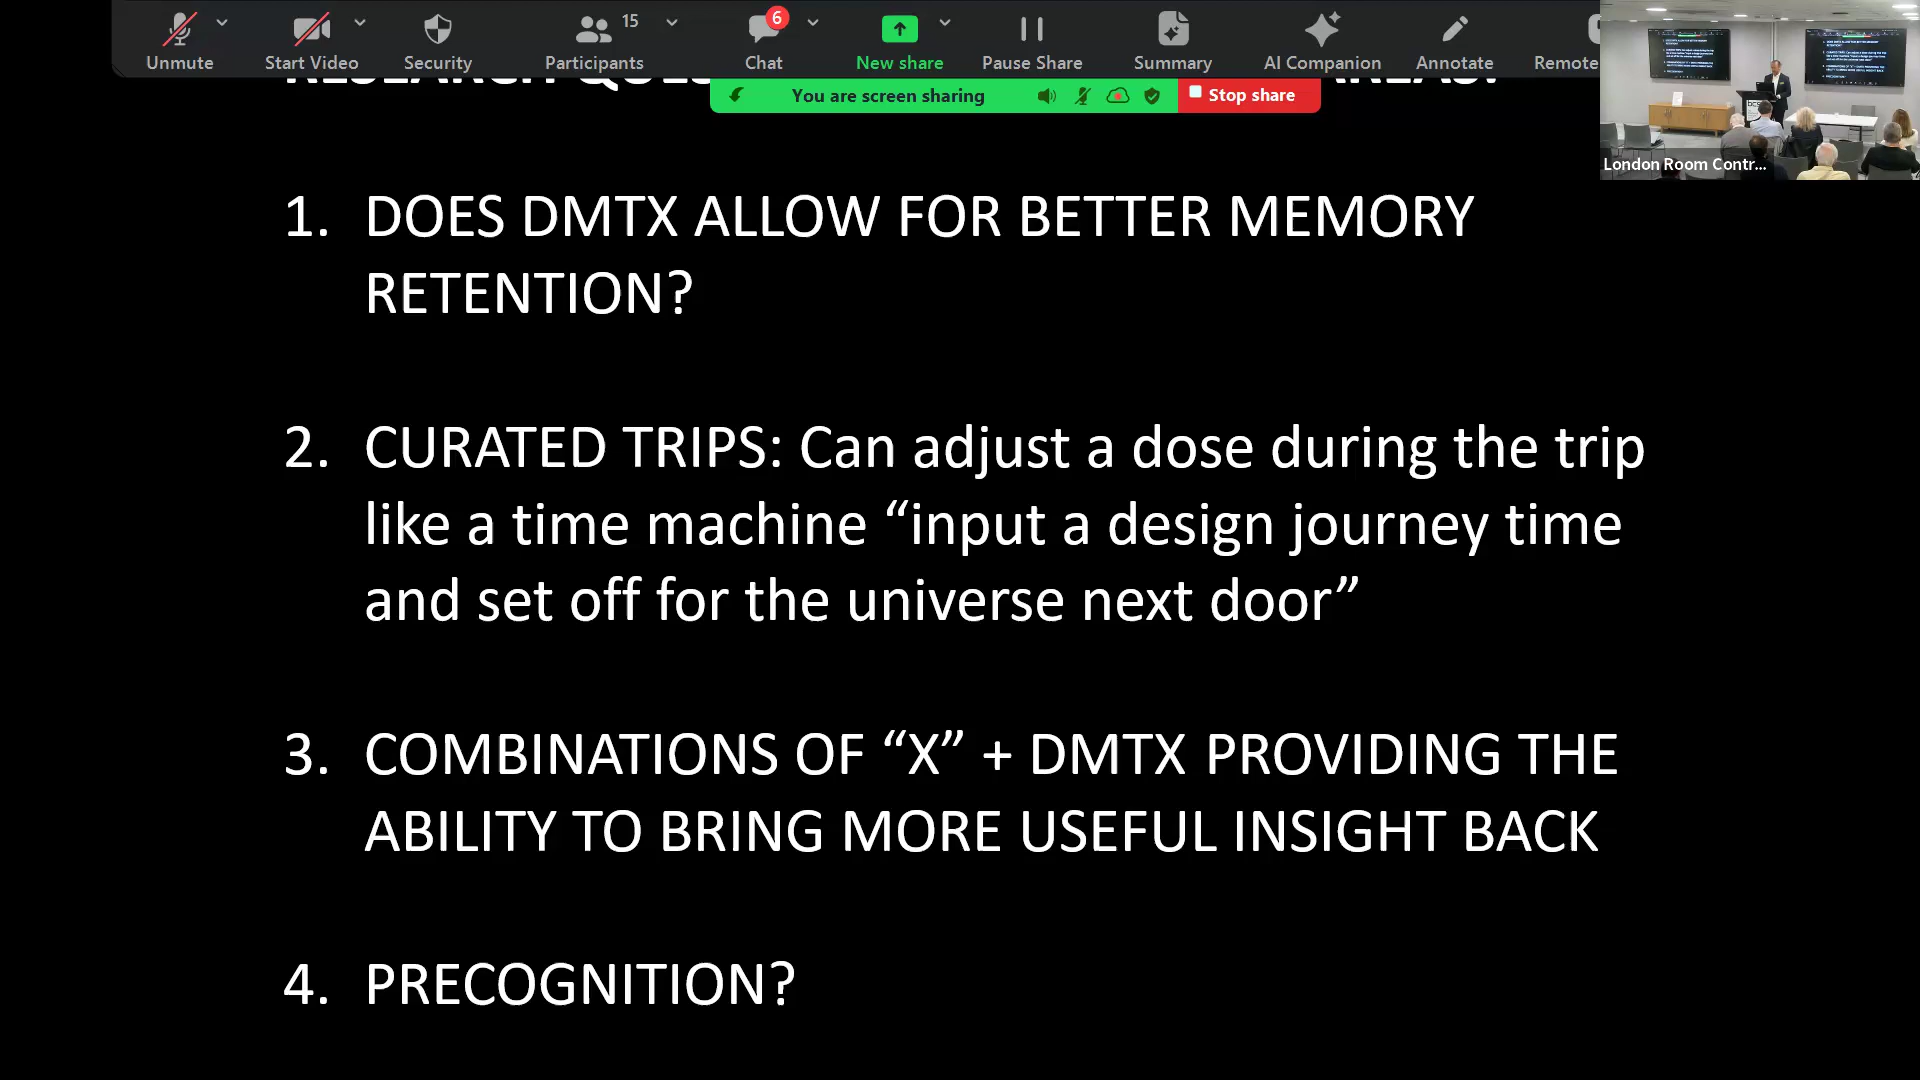 Unmute
Start Video
Security
Participants
15
Chat
6
New share
Pause Share
Summary
AI Companion
Annotate
Remote
You are screen sharing
Stop share
London Room Contr...
1. DOES DMTX ALLOW FOR BETTER MEMORY
RETENTION?
2. CURATED TRIPS: Can adjust a dose during the trip
like a time machine “input a design journey time
and set off for the universe next door”
3. COMBINATIONS OF “X” + DMTX PROVIDING THE
ABILITY TO BRING MORE USEFUL INSIGHT BACK
4. PRECOGNITION?